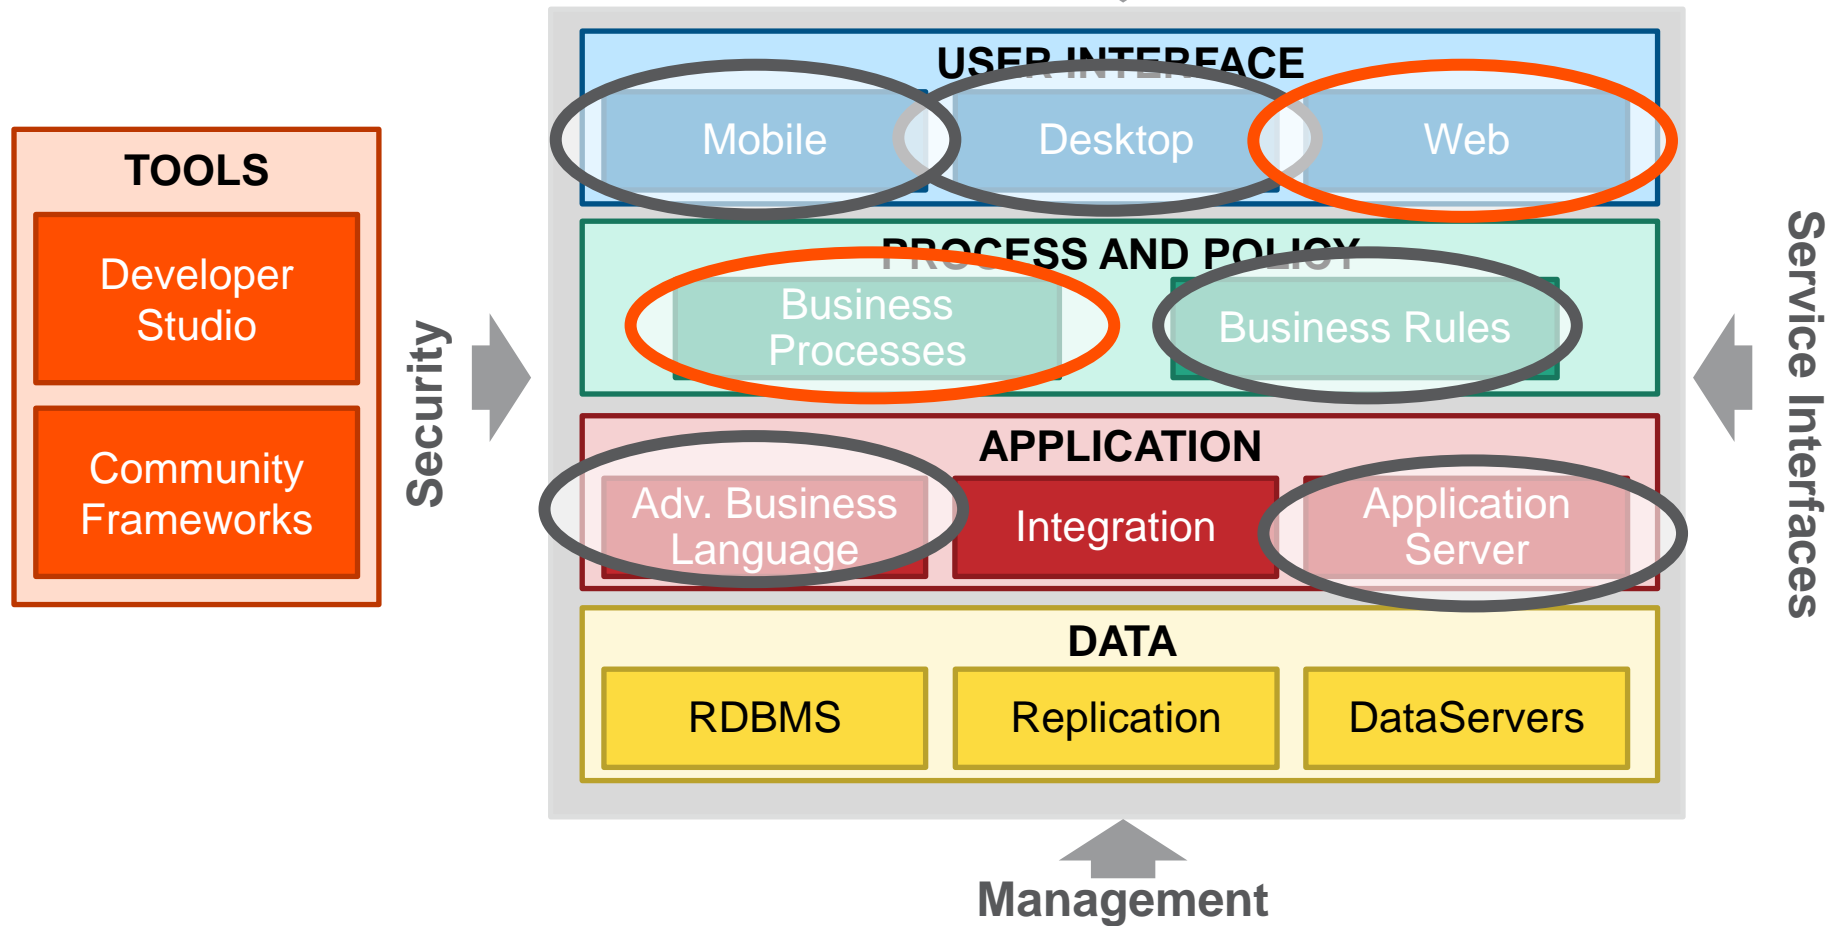 USER INTERFACE
Mobile
Desktop
Web
TOOLS
Developer
Studio
Community
Frameworks
Security
PROCESS AND POLICY
Business
Processes
Business Rules
APPLICATION
Adv. Business
Language
Integration
Application
Server
DATA
RDBMS
Replication
DataServers
Service Interfaces
Management